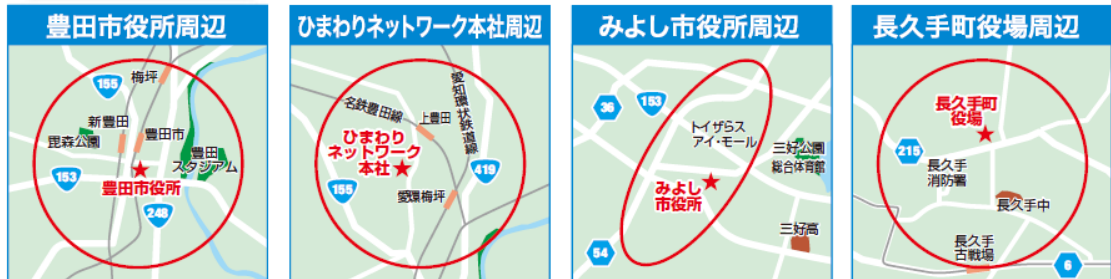 豊田市役所周辺
梅坪
155
新豊田
毘森公園
豊田市
豊田
スタジアム
153
豊田市役所
248
ひまわりネットワーク本社周辺
愛知環状鉄道線
名鉄豊田線
上豊田
ひまわり
ネットワーク
本社
419
155
愛環梅坪
みよし市役所周辺
36
153
トイザらス
アイ・モール
三好公園
総合体育館
みよし
市役所
三好高
54
長久手町役場周辺
長久手町
役場
215
長久手
消防署
長久手中
長久手
古戦場
6